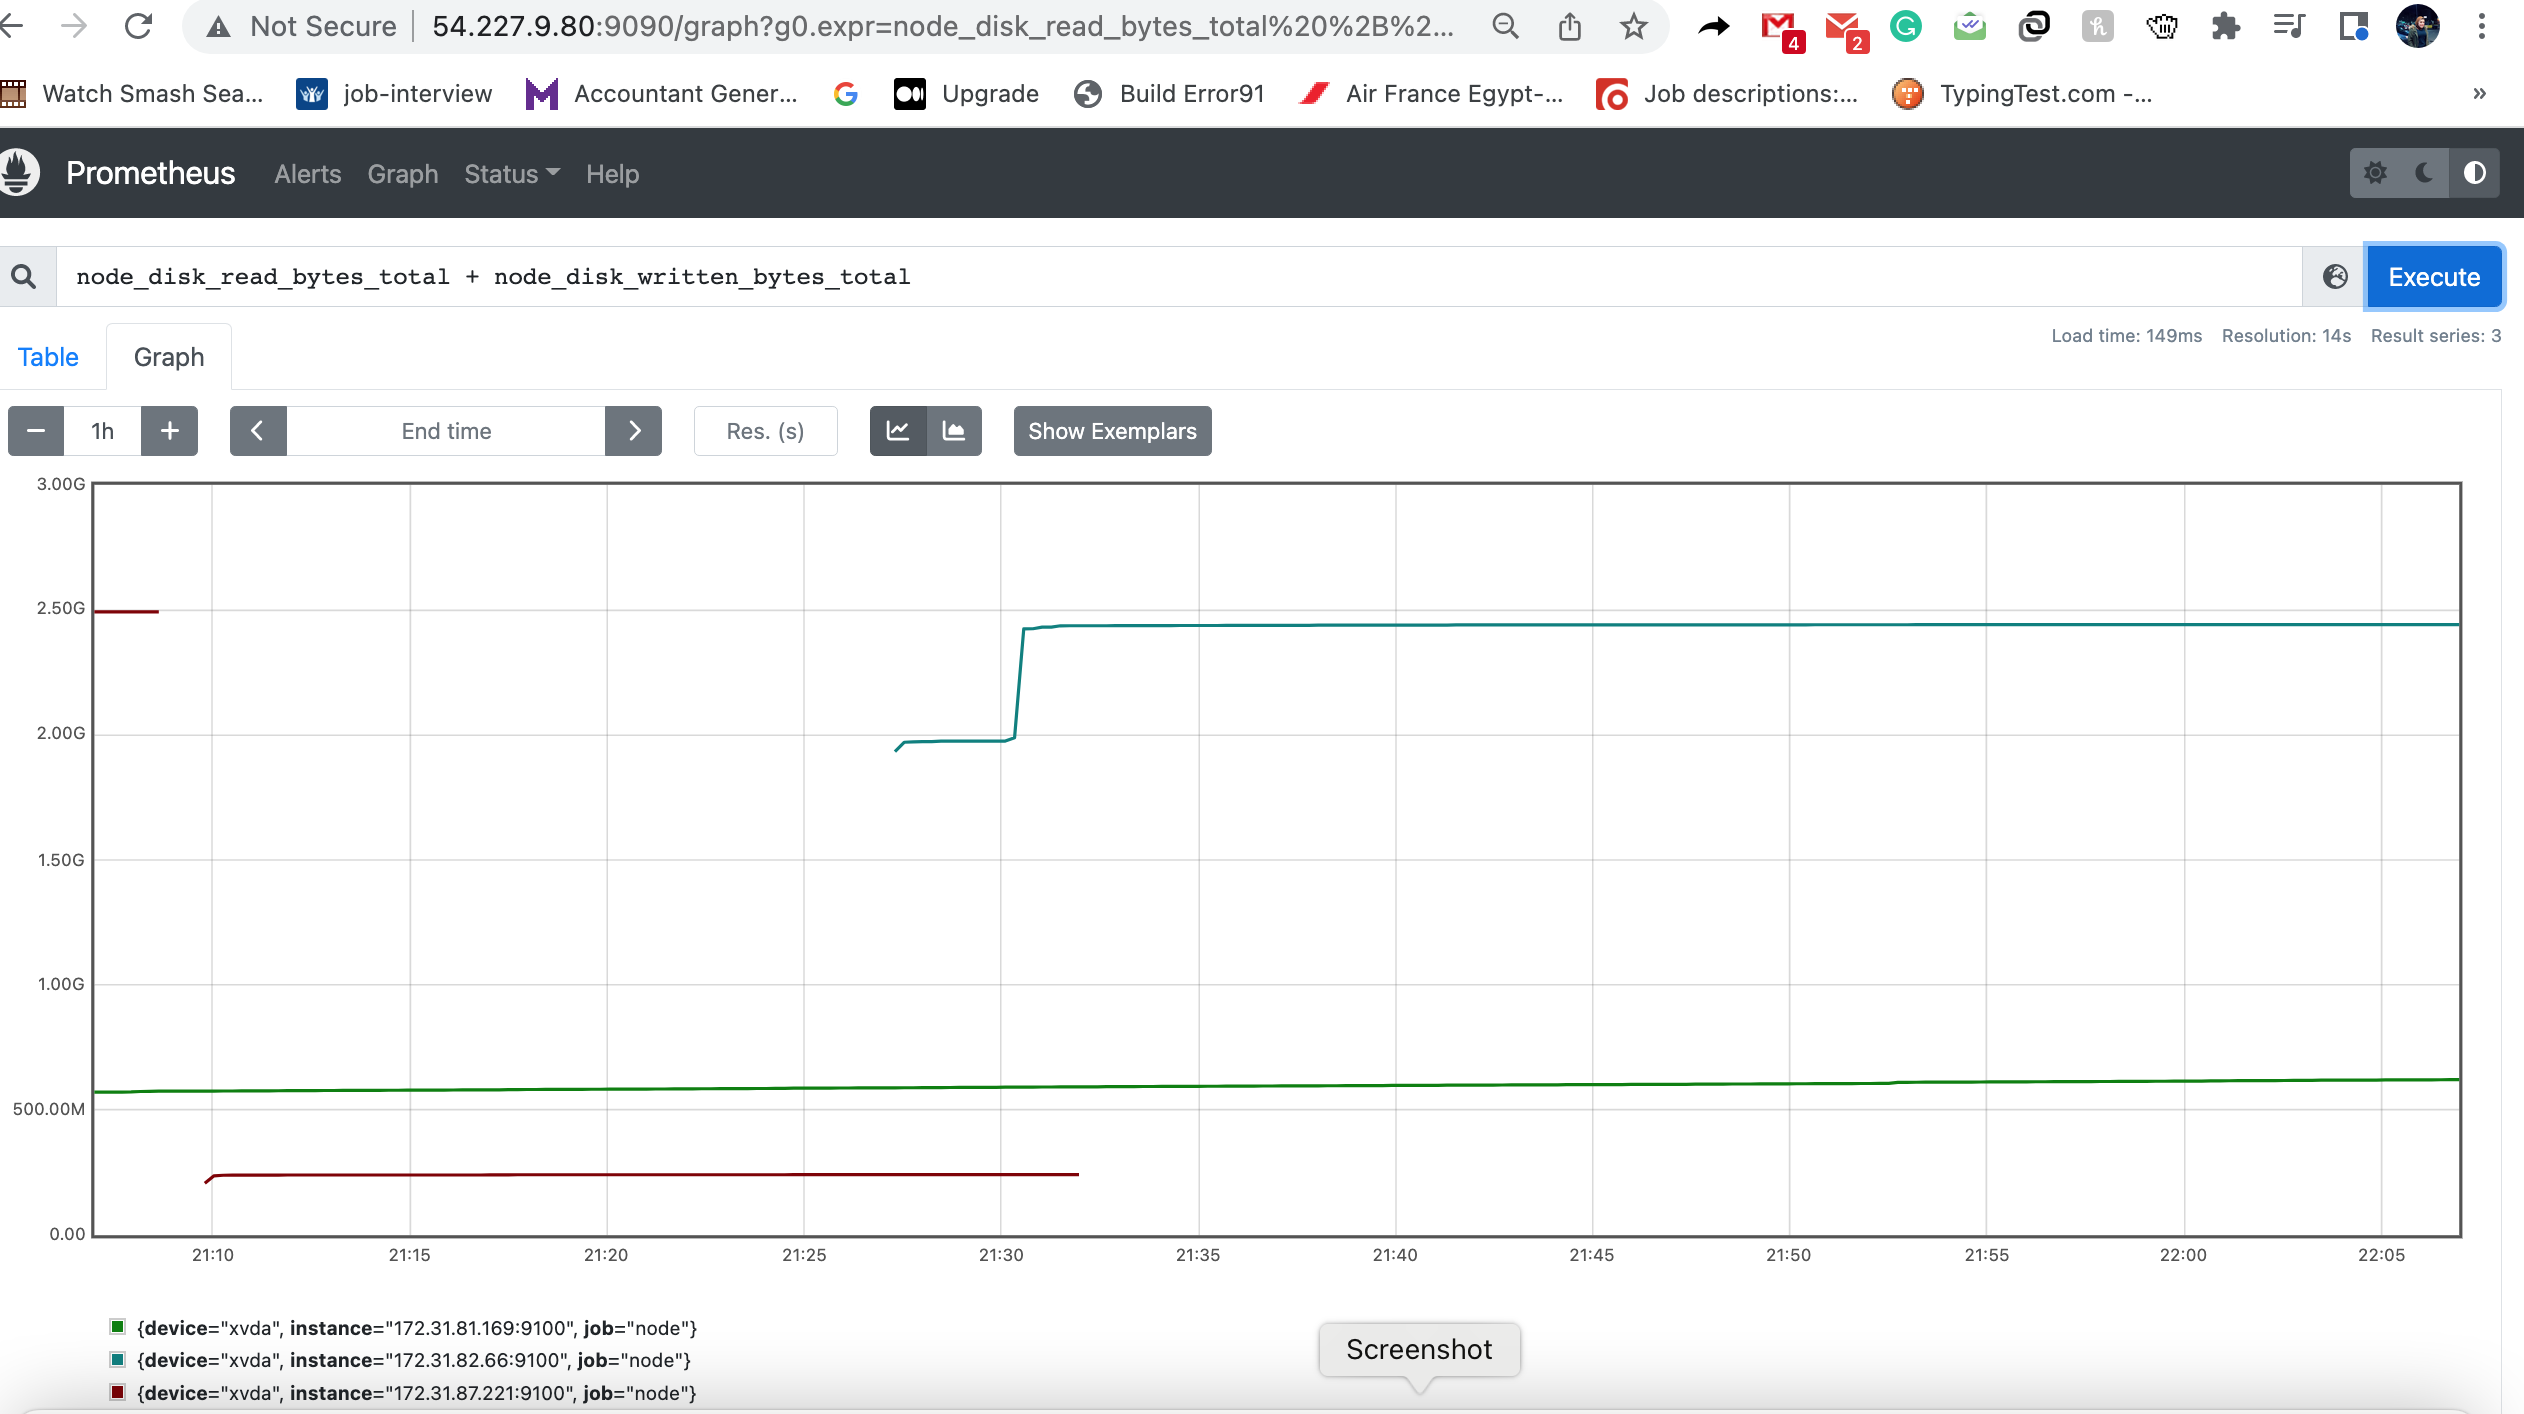 Not Secure 54.227.9.80:9090/graph?g0.expr=node_disk_read_bytes_total%20%2B%2... 4 2
Watch Smash Sea... job-interview Accountant Gener... Upgrade Build Error91 Air France Egypt-... Job descriptions:... TypingTest.com -... »
Prometheus Alerts Graph Status Help
node_disk_read_bytes_total + node_disk_written_bytes_total Execute
Load time: 149ms Resolution: 14s Result series: 3
Table Graph
1h End time Res. (s) Show Exemplars
3.00G
2.50G
2.00G
1.50G
1.00G
500.00M
0.00
21:10 21:15 21:20 21:25 21:30 21:35 21:40 21:45 21:50 21:55 22:00 22:05
{device="xvda", instance="172.31.81.169:9100", job="node"}
{device="xvda", instance="172.31.82.66:9100", job="node"}
{device="xvda", instance="172.31.87.221:9100", job="node"}
Screenshot